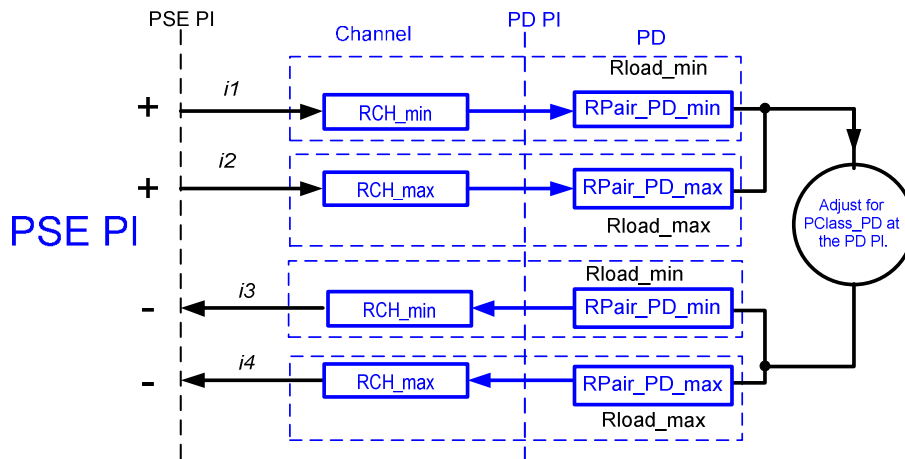 PSE PI
PD PI
Channel
PD
Rload_min
+
i1
RCH_min
RPair_PD_min
+
i2
RCH_max
RPair_PD_max
Rload_max
PSE PI
Adjust for
PClass_PD at
the PD PI.
Rload_min
-
i3
RCH_min
RPair_PD_min
-
i4
RCH_max
RPair_PD_max
Rload_max